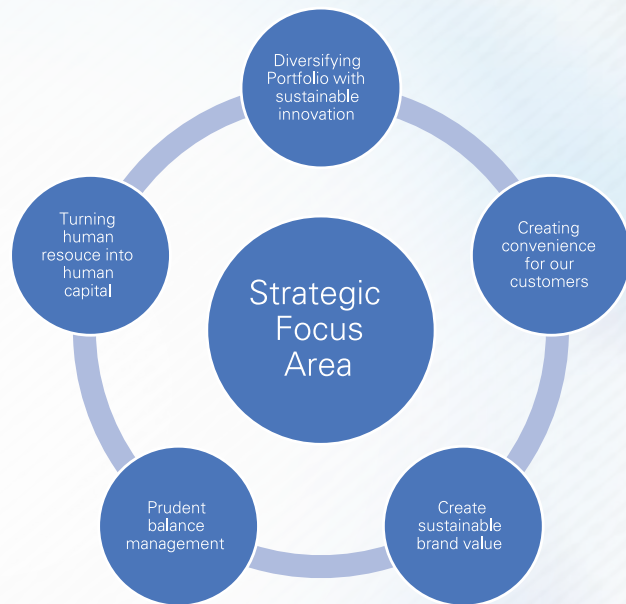 Diversifying
Portfolio with
sustainable
innovation
Turning
human
resouce into
human
capital
Creating
convenience
for our
customers
Strategic
Focus
Area
Prudent
balance
management
Create
sustainable
brand value